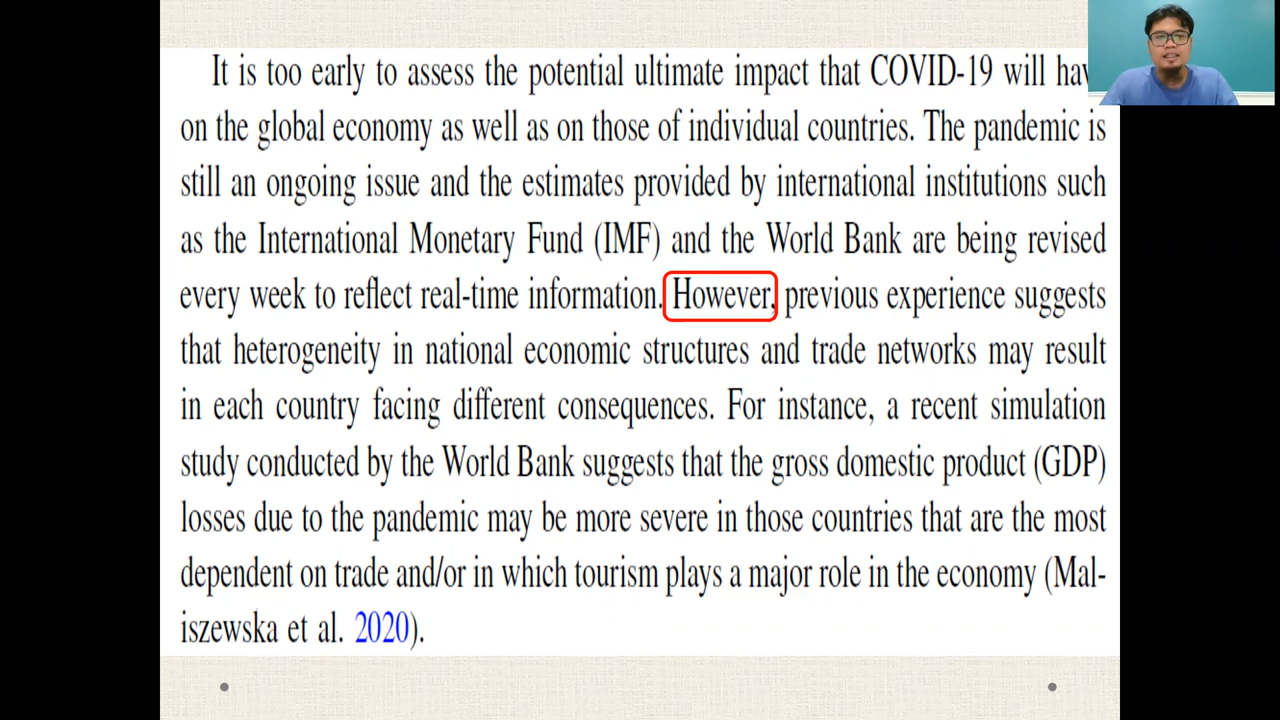 It is too early to assess the potential ultimate impact that COVID-19 will hav
on the global economy as well as on those of individual countries. The pandemic is
still an ongoing issue and the estimates provided by international institutions such
as the International Monetary Fund (IMF) and the World Bank are being revised
every week to reflect real-time information. However, previous experience suggests
that heterogeneity in national economic structures and trade networks may result
in each country facing different consequences. For instance, a recent simulation
study conducted by the World Bank suggests that the gross domestic product (GDP)
losses due to the pandemic may be more severe in those countries that are the most
dependent on trade and/or in which tourism plays a major role in the economy (Mal-
iszewska et al. 2020).